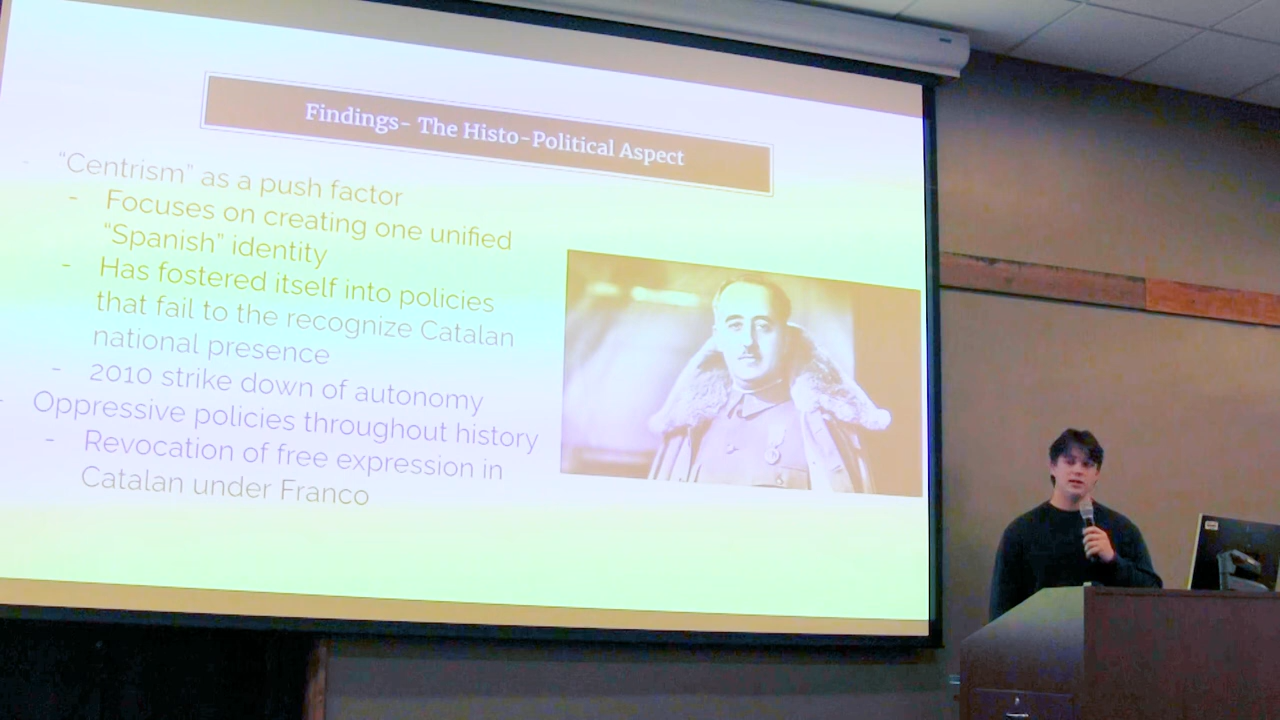 Findings- The Histo-Political Aspect
- "Centrism" as a push factor
- Focuses on creating one unified
"Spanish" identity
- Has fostered itself into policies
that fail to the recognize Catalan
national presence
- 2010 strike down of autonomy
- Oppressive policies throughout history
- Revocation of free expression in
Catalan under Franco